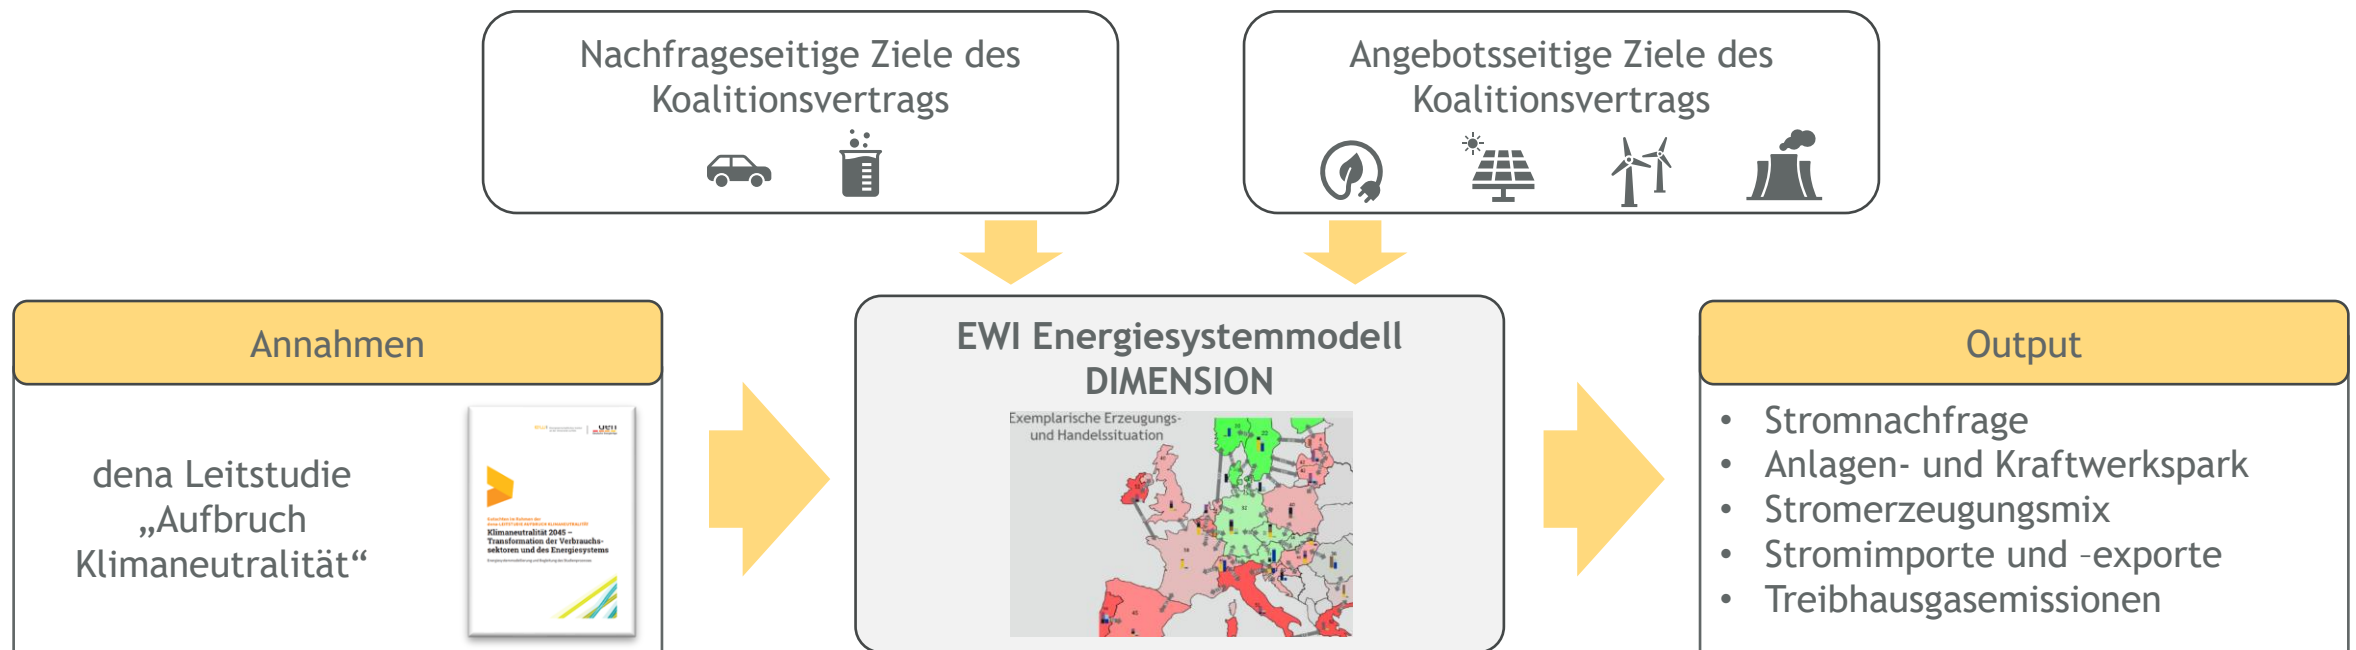 Nachfrageseitige Ziele des
Koalitionsvertrags
Angebotsseitige Ziele des
Koalitionsvertrags
Annahmen
dena Leitstudie
„Aufbruch
Klimaneutralität“
Klimaneutralität 2045 –
Transformation der Verbrauchs-
sektoren und des Energiesystems
EWI Energiesystemmodell
DIMENSION
Exemplarische Erzeugungs-
und Handelssituation
Output
• Stromnachfrage
• Anlagen- und Kraftwerkspark
• Stromerzeugungsmix
• Stromimporte und –exporte
• Treibhausgasemissionen